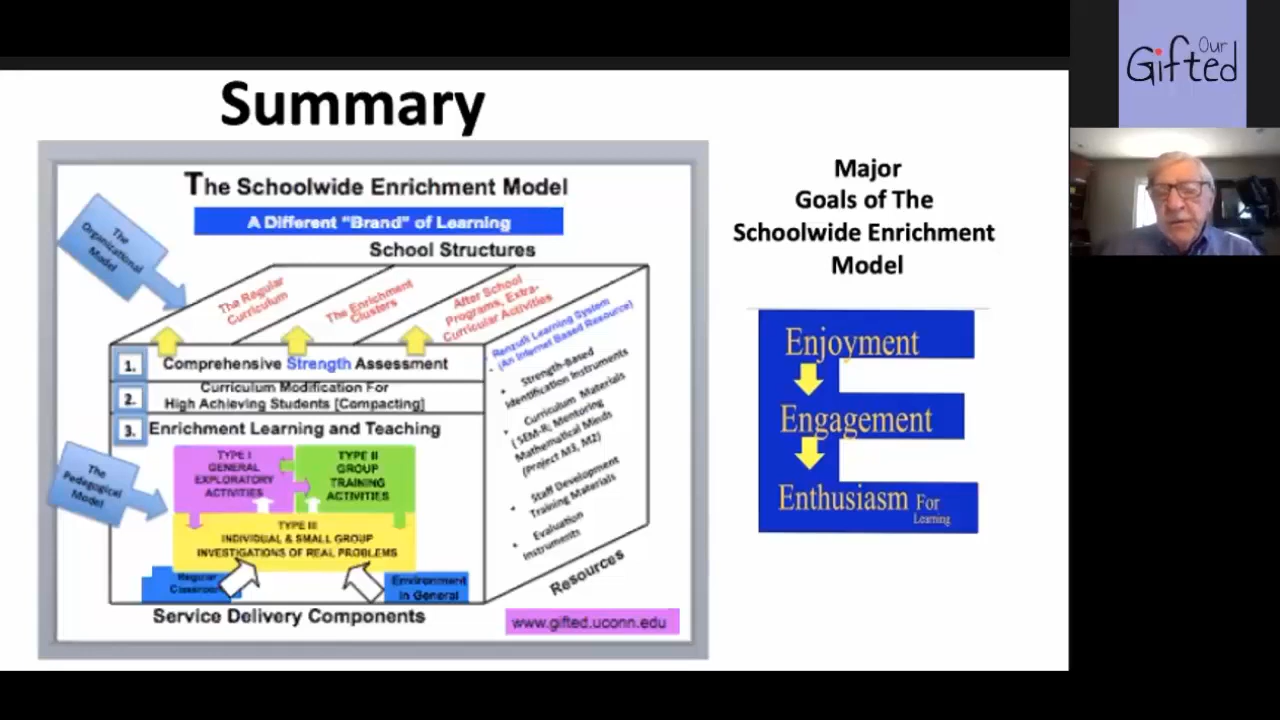 Summary
The Schoolwide Enrichment Model
A Different "Brand" of Learning
School Structures
The
Organizational
Model
The Regular
Curriculum
The Enrichment
Clusters
After School
Programs, Extra-
Curricular Activities
1.
Comprehensive Strength Assessment
2.
Curriculum Modification For
High Achieving Students [Compacting]
3.
Enrichment Learning and Teaching
The
Pedagogical
Model
TYPE I
GENERAL
EXPLORATORY
ACTIVITIES
TYPE II
GROUP
TRAINING
ACTIVITIES
TYPE III
INDIVIDUAL & SMALL GROUP
INVESTIGATIONS OF REAL PROBLEMS
Regular
Classroom
Environment
In General
Service Delivery Components
• Renzulli Learning System
(An Internet Based Resource)
• Strength-Based
Identification Instruments
• Curriculum Materials
(SEM-R, Mentoring
Mathematical Minds
(Project M3, M2)
• Staff Development
Training Materials
• Evaluation
Instruments
Resources
www.gifted.uconn.edu
Major
Goals of The
Schoolwide Enrichment
Model
Enjoyment
Engagement
Enthusiasm For
Learning
Our
Gifted